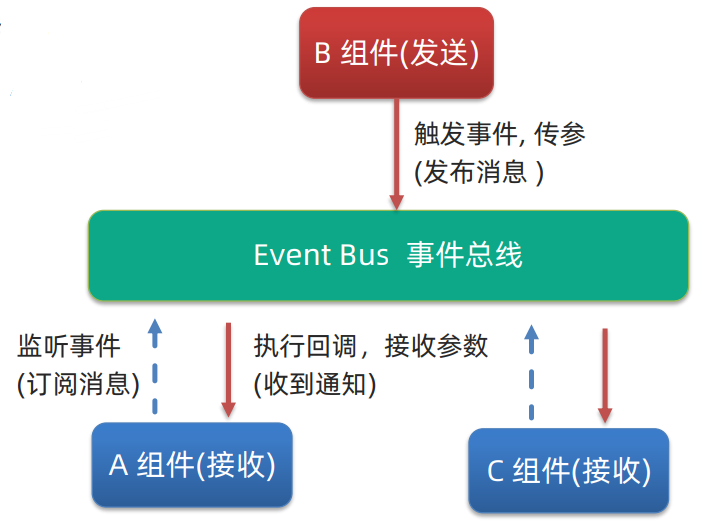 B 组件(发送)
触发事件, 传参
(发布消息 )
Event Bus 事件总线
监听事件
(订阅消息)
执行回调，接收参数
(收到通知)
A 组件(接收)
C 组件(接收)